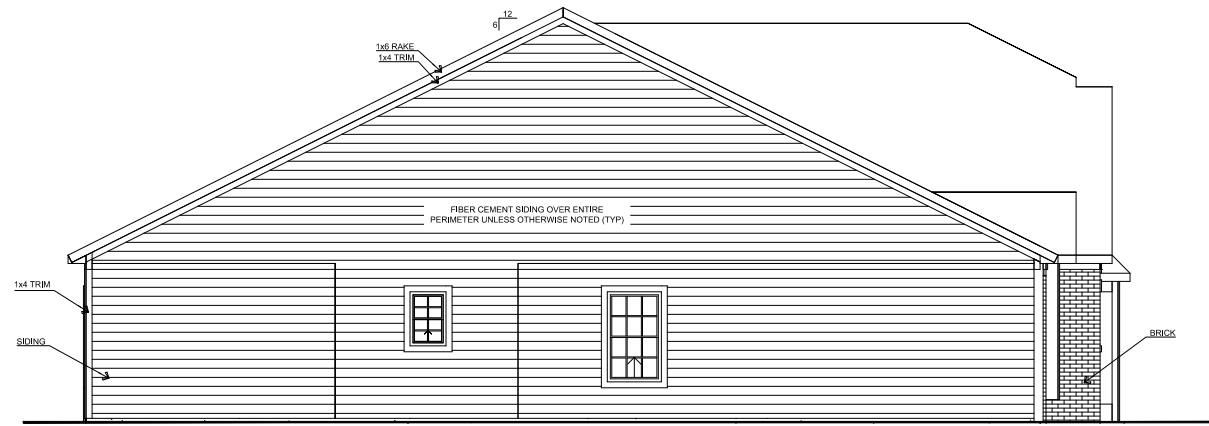 12
6
1x6 RAKE
1x4 TRIM
FIBER CEMENT SIDING OVER ENTIRE
PERIMETER UNLESS OTHERWISE NOTED (TYP)
1x4 TRIM
SIDING
BRICK